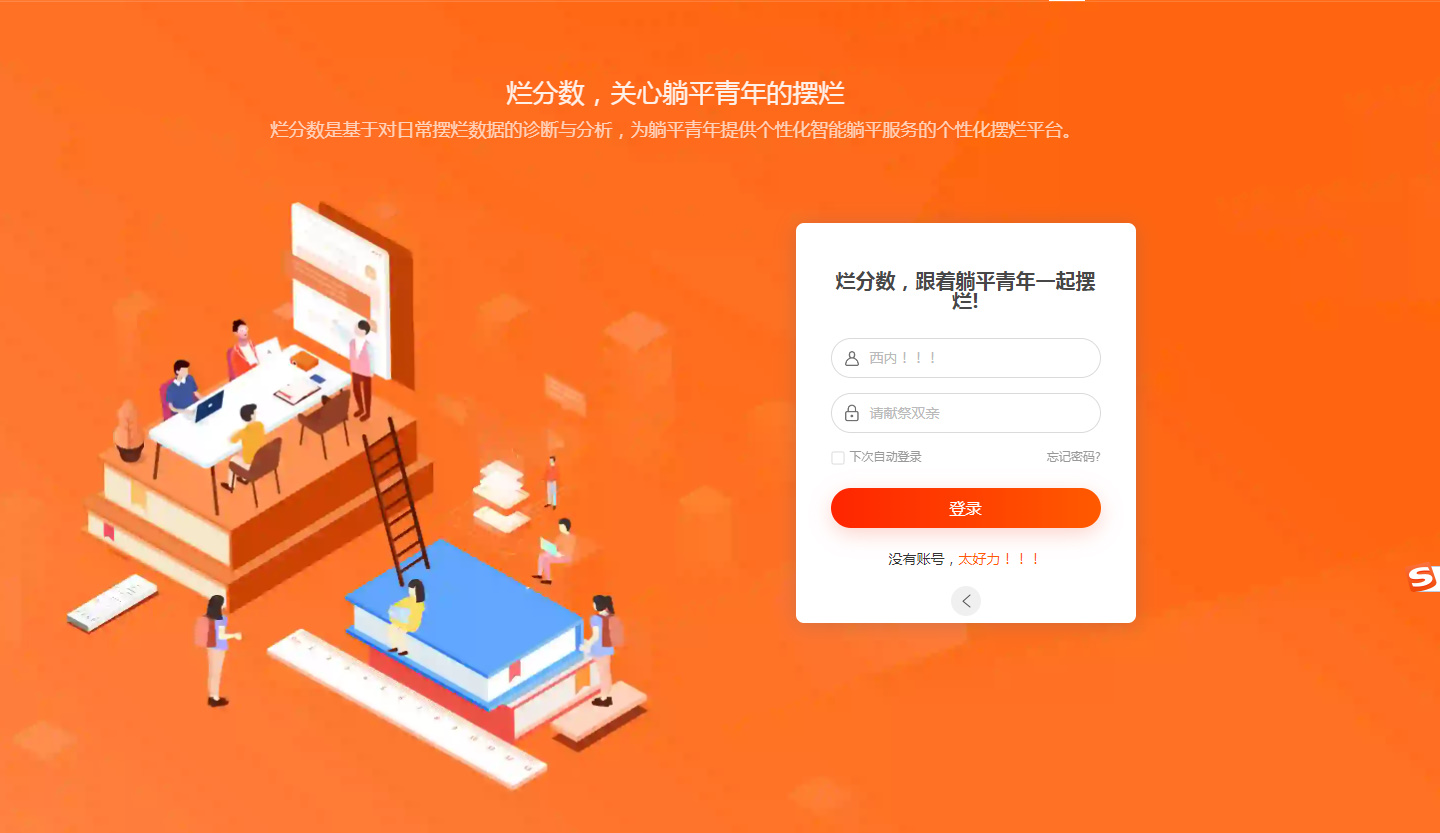 烂分数，关心躺平青年的摆烂
烂分数是基于对日常摆烂数据的诊断与分析，为躺平青年提供个性化智能躺平服务的个性化摆烂平台。
烂分数，跟着躺平青年一起摆
烂!
西内！！！
请献祭双亲
下次自动登录 忘记密码?
登录
没有账号，太好力！！！
S